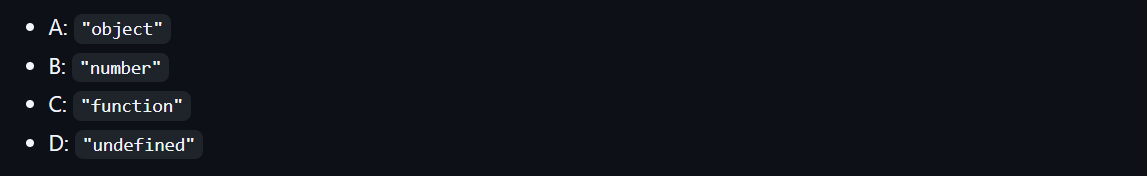 A: "object"
B: "number"
C: "function"
D: "undefined"